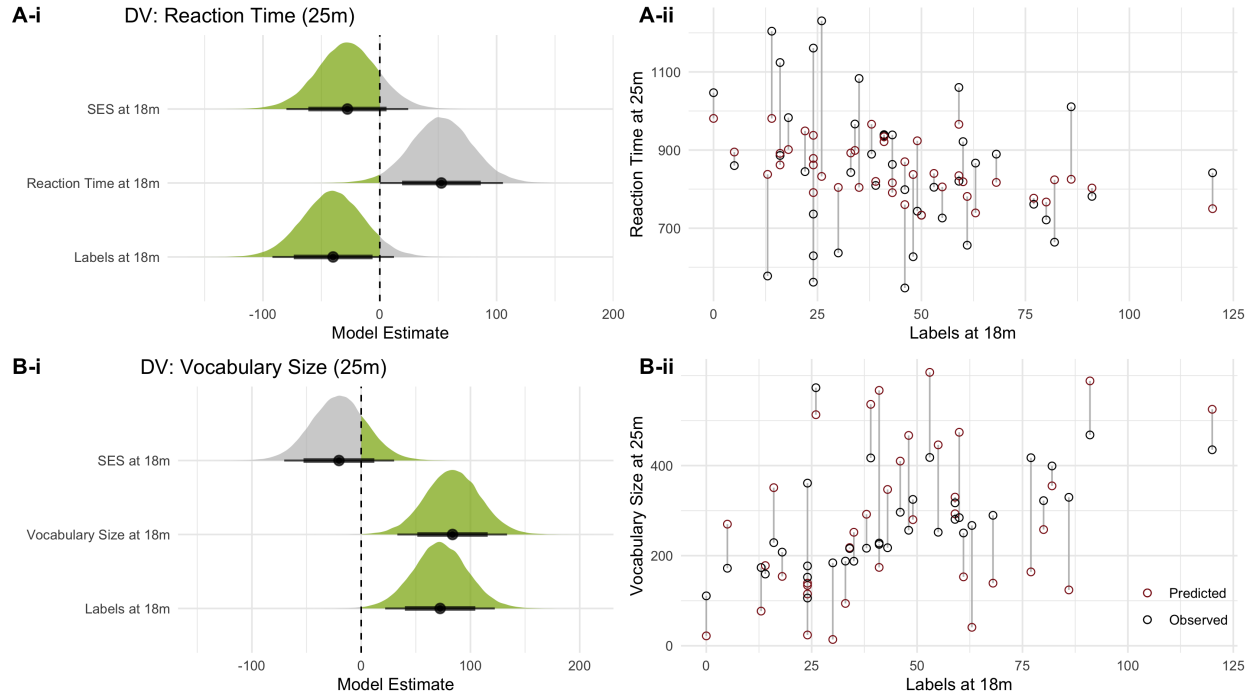 A-i
DV: Reaction Time (25m)
SES at 18m
Reaction Time at 18m
Labels at 18m
-100 0 100 200
Model Estimate
A-ii
Reaction Time at 25m
1100
900
700
0 25 50 75 100 125
Labels at 18m
B-i
DV: Vocabulary Size (25m)
SES at 18m
Vocabulary Size at 18m
Labels at 18m
-100 0 100 200
Model Estimate
B-ii
Vocabulary Size at 25m
400
200
0
Predicted
Observed
0 25 50 75 100 125
Labels at 18m